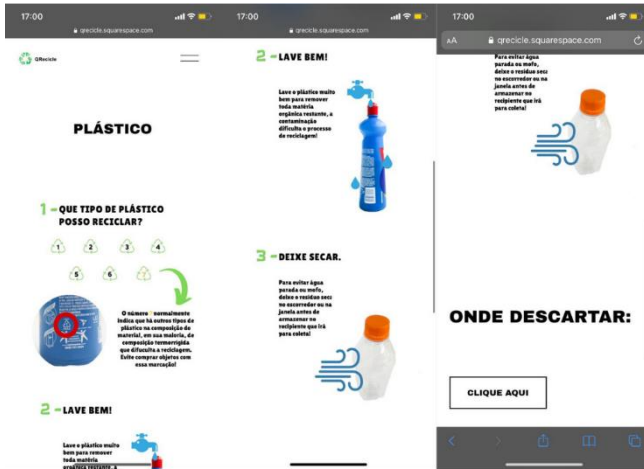 17:00
qrecicle.squarespace.com
QRecicle
PLÁSTICO
1 - QUE TIPO DE PLÁSTICO
POSSO RECICLAR?
1 2 3 4
5 6 7
O número 7 normalmente
indica que há outros tipos de
plástico na composição do
material, em sua maioria, de
composição termorrígida
que dificulta a reciclagem.
Evite comprar objetos com
essa marcação!
2 - LAVE BEM!
Lave o plástico muito
bem para remover
toda matéria
orgânica restante, a
17:00
qrecicle.squarespace.com
2 - LAVE BEM!
Lave o plástico muito
bem para remover
toda matéria
orgânica restante, a
contaminação
dificulta o processo
de reciclagem!
3 - DEIXE SECAR.
Para evitar água
parada ou mofo,
deixe o resíduo seca
no escorredor ou na
janela antes de
armazenar no
recipiente que irá
para coleta!
17:00
AA qrecicle.squarespace.com
Para evitar água
parada ou mofo,
deixe o resíduo seca
no escorredor ou na
janela antes de
armazenar no
recipiente que irá
para coleta!
ONDE DESCARTAR:
CLIQUE AQUI